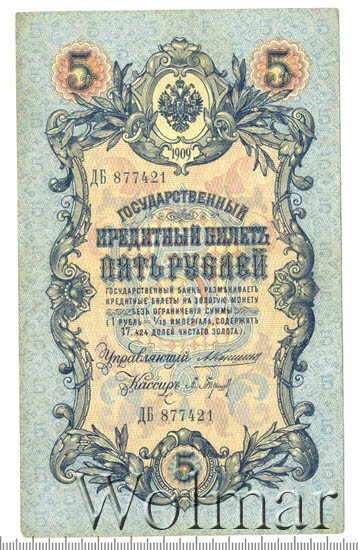 5 5
1909
ДБ 877421
ГОСУДАРСТВЕННЫЙ
КРЕДИТНЫЙ БИЛЕТЪ
ПЯТЬ РУБЛЕЙ
ГОСУДАРСТВЕННЫЙ БАНКЪ РАЗМѢНИВАЕТЪ
КРЕДИТНЫЕ БИЛЕТЫ НА ЗОЛОТУЮ МОНЕТУ
БЕЗЪ ОГРАНИЧЕНІЯ СУММЫ
(1 РУБЛЬ = 1/15 ИМПЕРІАЛА, СОДЕРЖИТЪ
17,424 ДОЛЕЙ ЧИСТАГО ЗОЛОТА).
Управляющій
Кассиръ
ДБ 877421
5
Wolmar